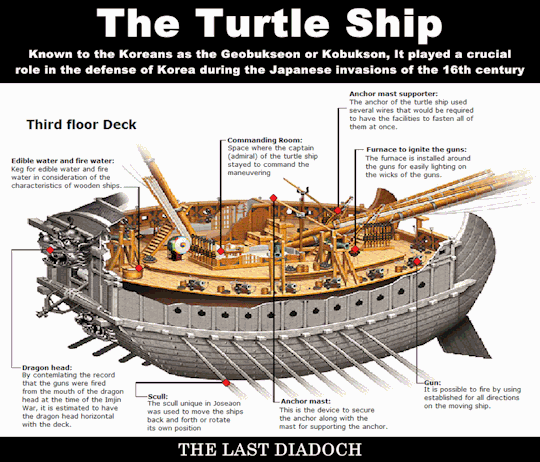 The Turtle Ship
Known to the Koreans as the Geobukseon or Kobukson, It played a crucial
role in the defense of Korea during the Japanese invasions of the 16th century
Third floor Deck
Anchor mast supporter:
The anchor of the turtle ship used
several wires that would be required
to have the facilities to fasten all of
them at once.
Commanding Room:
Space where the captain
(admiral) of the turtle ship
stayed to command the
maneuvering
Furnace to ignite the guns:
The furnace is installed around
the guns for easily lighting on
the wicks of the guns.
Edible water and fire water:
Keg for edible water and fire
water in consideration of the
characteristics of wooden ships.
Dragon head:
By contemlating the record
that the guns were fired
from the mouth of the dragon
head at the time of the Imjin
War, it is estimated to have
the dragon head horizontal
with the deck.
Scull:
The scull unique in Joseaon
was used to move the ships
back and forth or rotate
its own position
Anchor mast:
This is the device to secure
the anchor along with the
mast for supporting the anchor.
Gun:
It is possible to fire by using
established for all directions
on the moving ship.
THE LAST DIADOCH